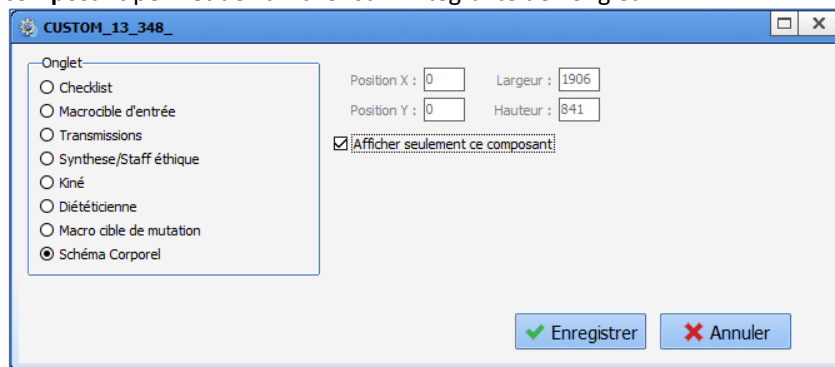 CUSTOM_13_348_
Onglet
Checklist
Macrocible d'entrée
Transmissions
Synthese/Staff éthique
Kiné
Diététicienne
Macro cible de mutation
Schéma Corporel
Position X : 0 Largeur : 1906
Position Y : 0 Hauteur : 841
Afficher seulement ce composant
Enregistrer Annuler